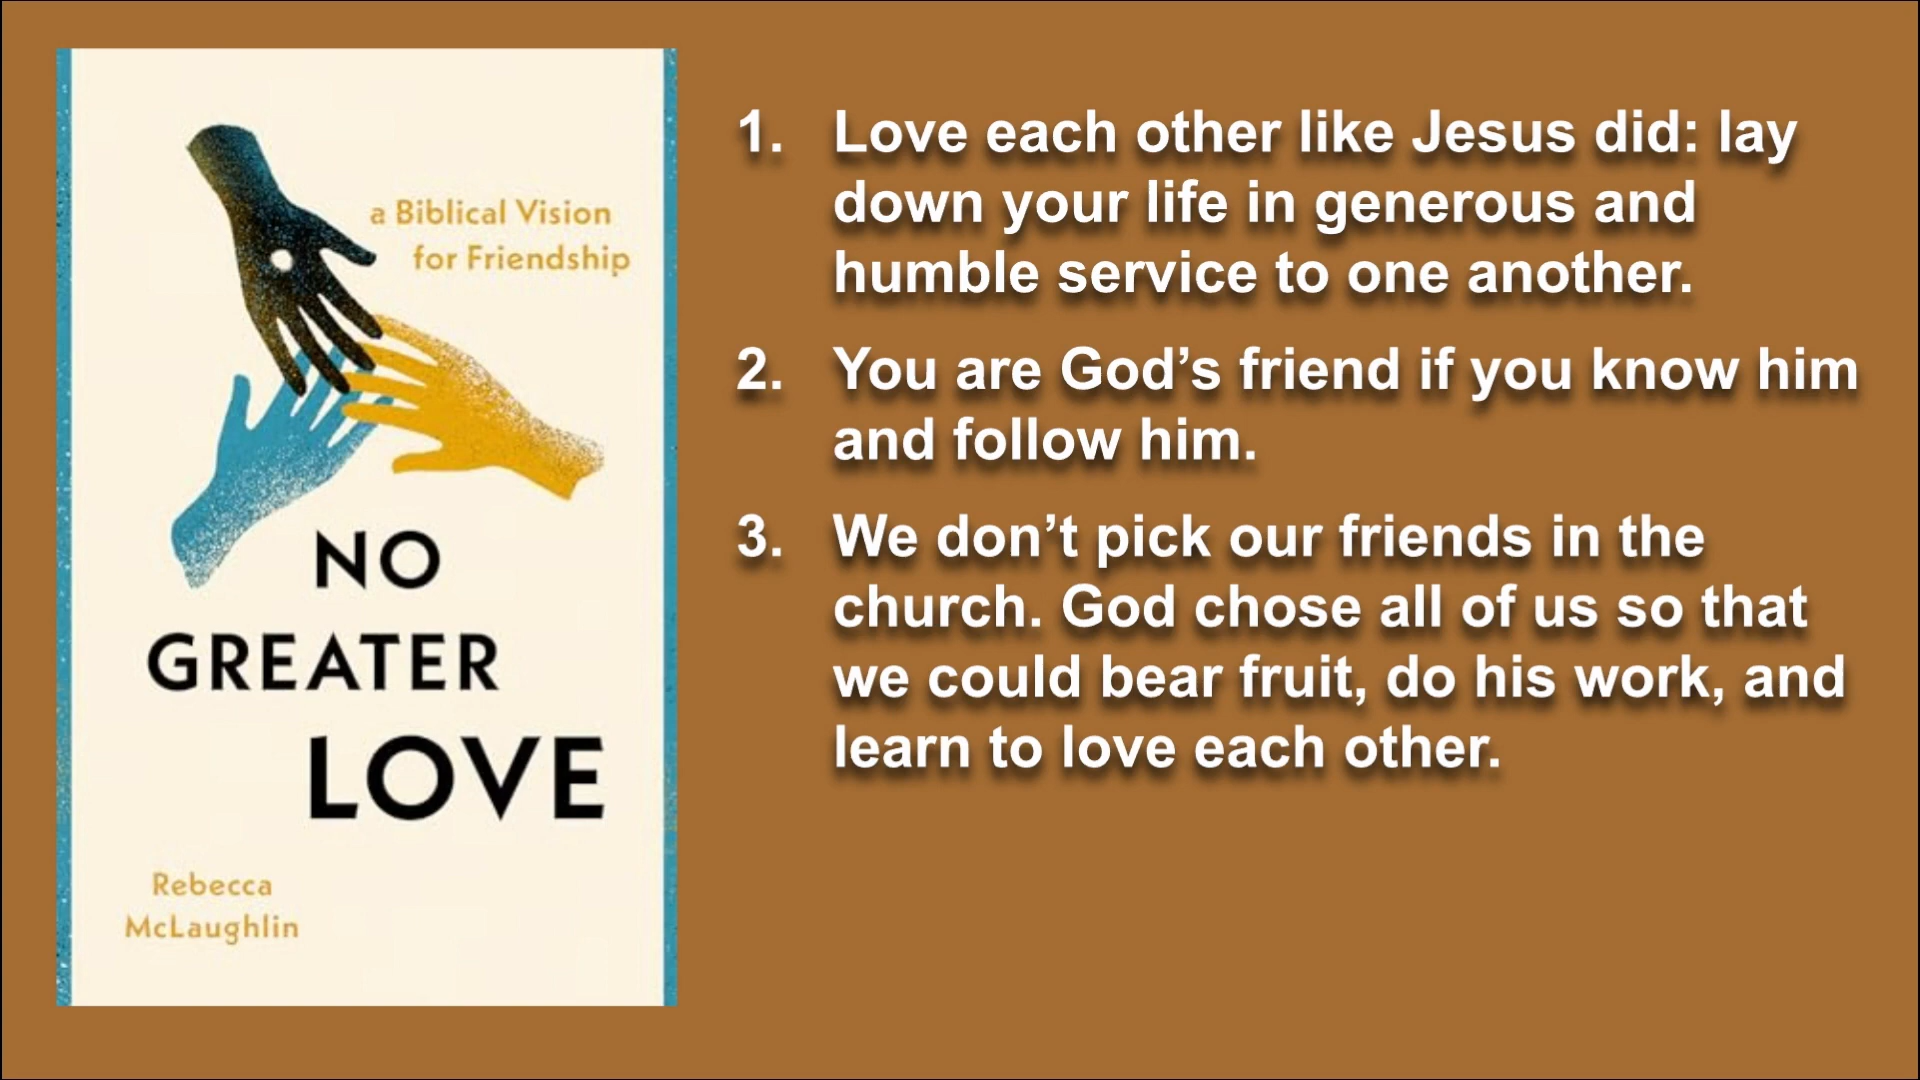 a Biblical Vision
for Friendship
NO
GREATER
LOVE
Rebecca
McLaughlin
1. Love each other like Jesus did: lay
down your life in generous and
humble service to one another.
2. You are God’s friend if you know him
and follow him.
3. We don’t pick our friends in the
church. God chose all of us so that
we could bear fruit, do his work, and
learn to love each other.